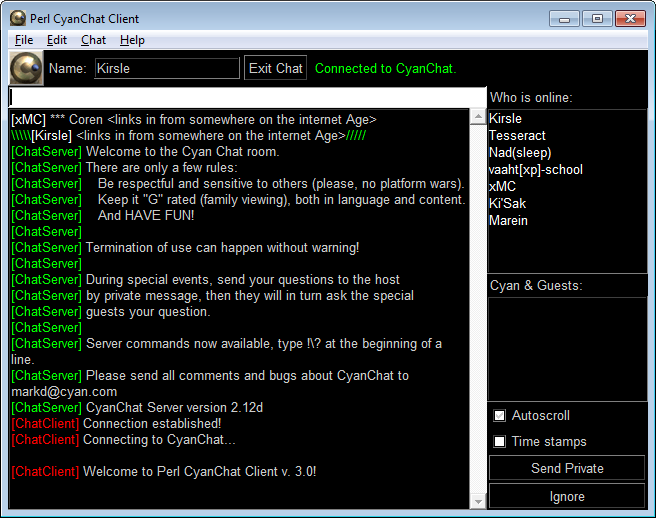 Perl CyanChat Client
File Edit Chat Help
Name: Kirsle Exit Chat Connected to CyanChat.
Who is online:
Kirsle
Tesseract
Nad(sleep)
vaaht[xp]-school
xMC
Ki'Sak
Marein
Cyan & Guests:
Autoscroll
Time stamps
Send Private
Ignore
[xMC] *** Coren <links in from somewhere on the internet Age>
\\\\\[Kirsle] <links in from somewhere on the internet Age>/////
[ChatServer] Welcome to the Cyan Chat room.
[ChatServer] There are only a few rules:
[ChatServer]    Be respectful and sensitive to others (please, no platform wars).
[ChatServer]    Keep it "G" rated (family viewing), both in language and content.
[ChatServer]    And HAVE FUN!
[ChatServer]
[ChatServer] Termination of use can happen without warning!
[ChatServer]
[ChatServer] During special events, send your questions to the host
[ChatServer] by private message, then they will in turn ask the special
[ChatServer] guests your question.
[ChatServer]
[ChatServer] Server commands now available, type !\? at the beginning of a
line.
[ChatServer] Please send all comments and bugs about CyanChat to
markd@cyan.com
[ChatServer] CyanChat Server version 2.12d
[ChatClient] Connection established!
[ChatClient] Connecting to CyanChat...
[ChatClient] Welcome to Perl CyanChat Client v. 3.0!